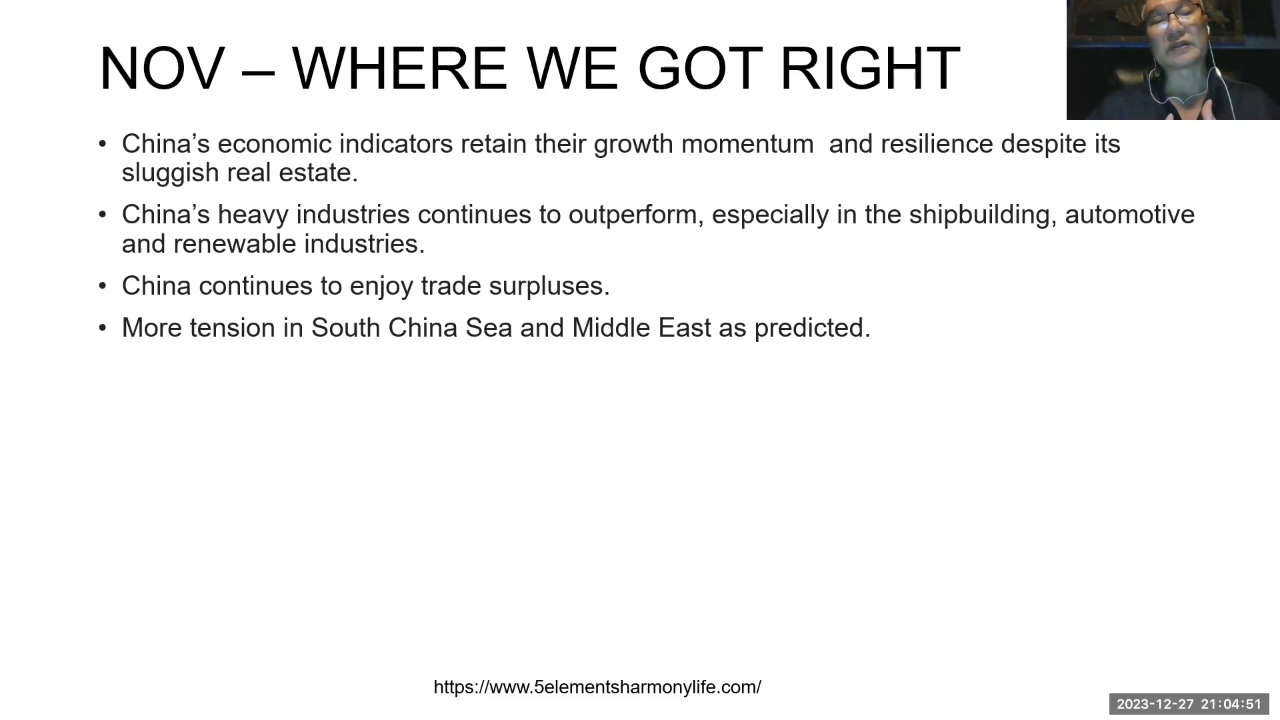 NOV – WHERE WE GOT RIGHT
• China’s economic indicators retain their growth momentum  and resilience despite its
sluggish real estate.
• China’s heavy industries continues to outperform, especially in the shipbuilding, automotive
and renewable industries.
• China continues to enjoy trade surpluses.
• More tension in South China Sea and Middle East as predicted.
https://www.5elementsharmonylife.com/
2023-12-27 21:04:51